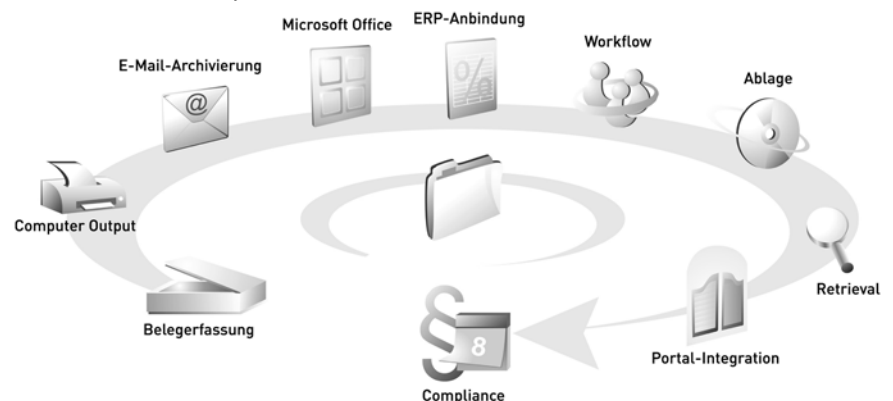 Microsoft Office
ERP-Anbindung
Workflow
E-Mail-Archivierung
@
%
Ablage
Computer Output
Retrieval
Belegerfassung
§
8
Portal-Integration
Compliance